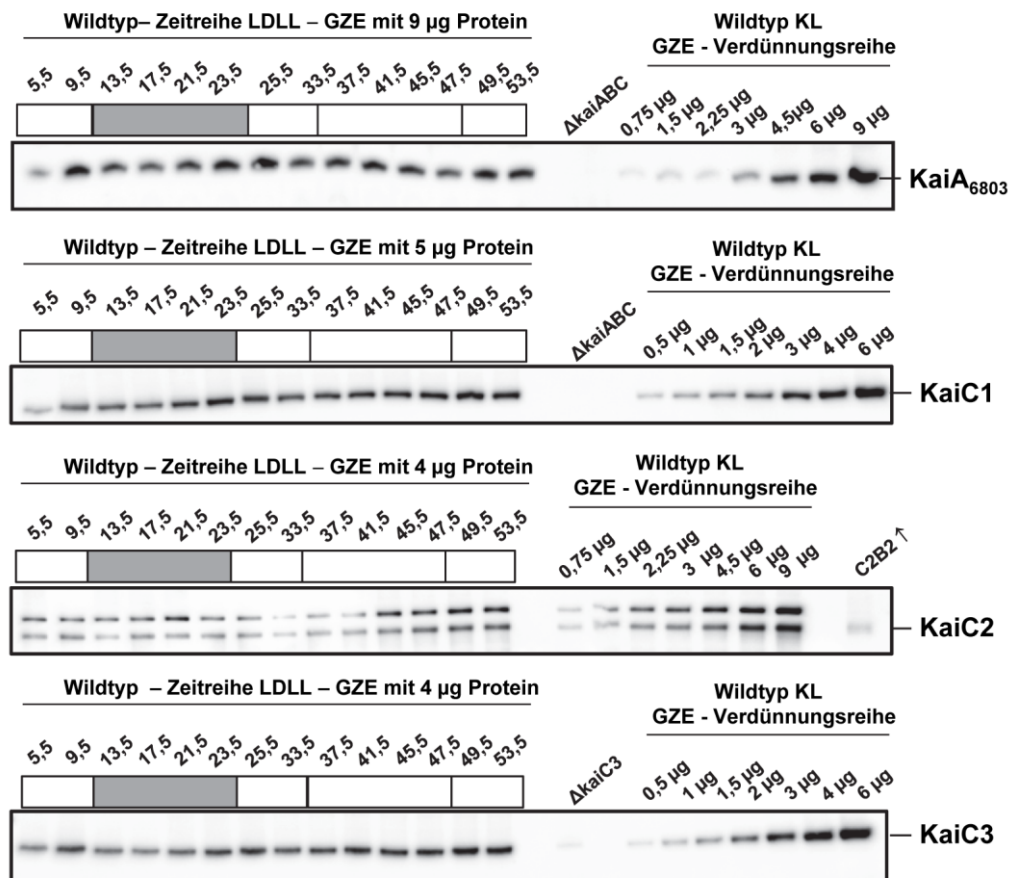 Wildtyp– Zeitreihe LDLL – GZE mit 9 µg Protein
Wildtyp KL
GZE - Verdünnungsreihe
5,5 9,5 13,5 17,5 21,5 23,5 25,5 33,5 37,5 41,5 45,5 47,5 49,5 53,5
ΔkaiABC
0,75 µg 1,5 µg 2,25 µg 3 µg 4,5µg 6 µg 9 µg
KaiA6803
Wildtyp – Zeitreihe LDLL – GZE mit 5 µg Protein
Wildtyp KL
GZE - Verdünnungsreihe
5,5 9,5 13,5 17,5 21,5 23,5 25,5 33,5 37,5 41,5 45,5 47,5 49,5 53,5
ΔkaiABC
0,5 µg 1 µg 1,5 µg 2 µg 3 µg 4 µg 6 µg
KaiC1
Wildtyp – Zeitreihe LDLL – GZE mit 4 µg Protein
Wildtyp KL
GZE - Verdünnungsreihe
5,5 9,5 13,5 17,5 21,5 23,5 25,5 33,5 37,5 41,5 45,5 47,5 49,5 53,5
0,75 µg 1,5 µg 2,25 µg 3 µg 4,5 µg 6 µg 9 µg
C2B2 ↑
KaiC2
Wildtyp – Zeitreihe LDLL – GZE mit 4 µg Protein
Wildtyp KL
GZE - Verdünnungsreihe
5,5 9,5 13,5 17,5 21,5 23,5 25,5 33,5 37,5 41,5 45,5 47,5 49,5 53,5
ΔkaiC3
0,5 µg 1 µg 1,5 µg 2 µg 3 µg 4 µg 6 µg
KaiC3